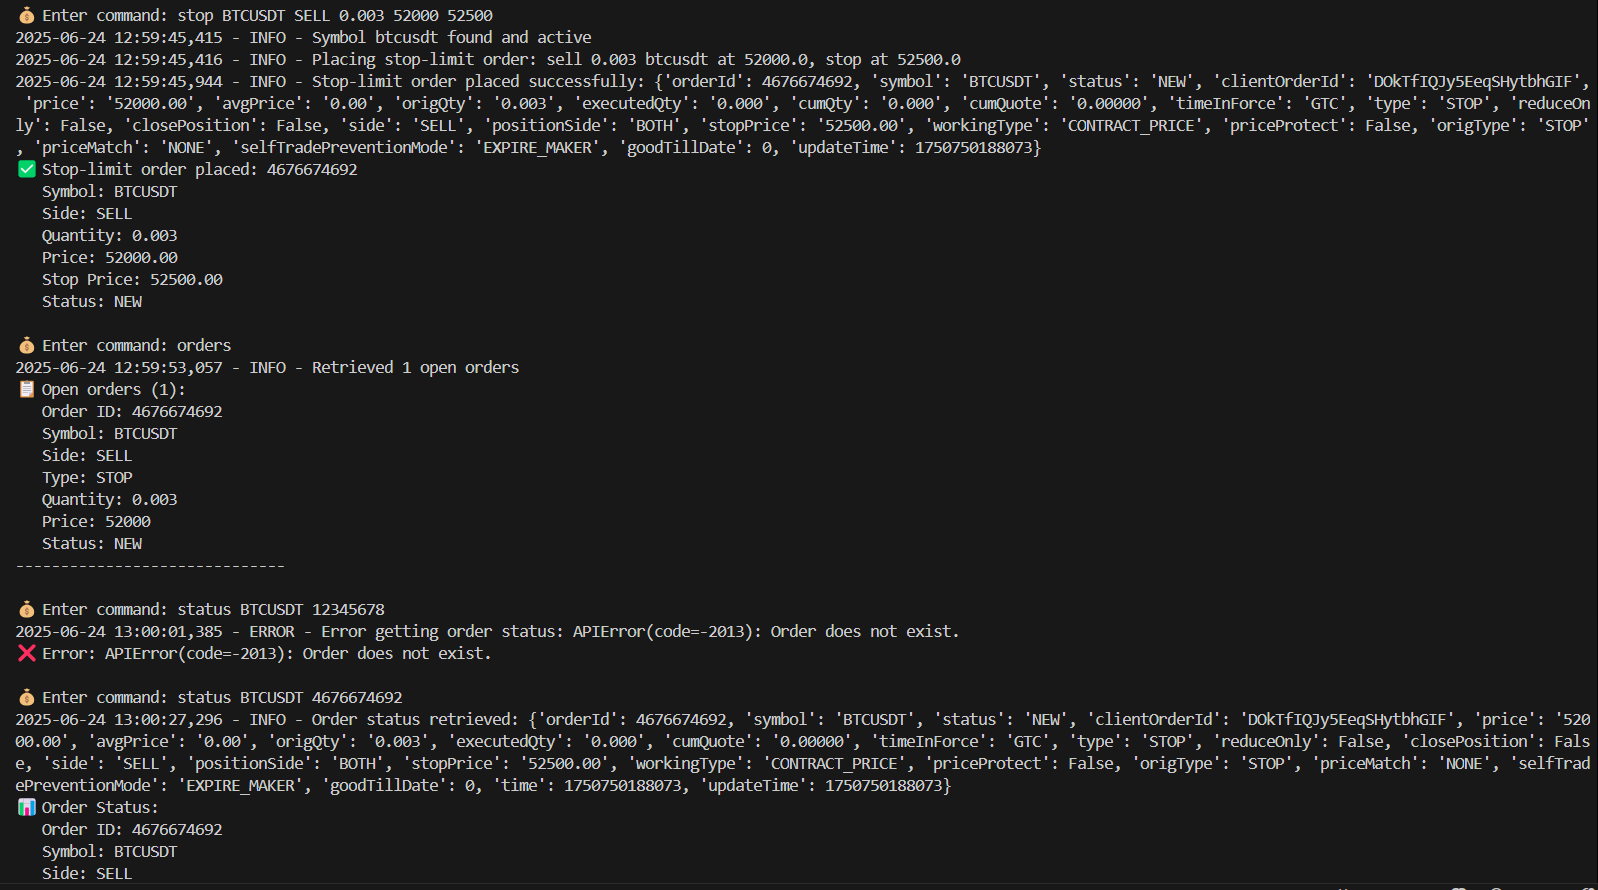 💰 Enter command: stop BTCUSDT SELL 0.003 52000 52500
2025-06-24 12:59:45,415 - INFO - Symbol btcusdt found and active
2025-06-24 12:59:45,416 - INFO - Placing stop-limit order: sell 0.003 btcusdt at 52000.0, stop at 52500.0
2025-06-24 12:59:45,944 - INFO - Stop-limit order placed successfully: {'orderId': 4676674692, 'symbol': 'BTCUSDT', 'status': 'NEW', 'clientOrderId': 'DOkTfIQJy5EeqSHytbhGIF',
 'price': '52000.00', 'avgPrice': '0.00', 'origQty': '0.003', 'executedQty': '0.000', 'cumQty': '0.000', 'cumQuote': '0.00000', 'timeInForce': 'GTC', 'type': 'STOP', 'reduceOn
ly': False, 'closePosition': False, 'side': 'SELL', 'positionSide': 'BOTH', 'stopPrice': '52500.00', 'workingType': 'CONTRACT_PRICE', 'priceProtect': False, 'origType': 'STOP'
, 'priceMatch': 'NONE', 'selfTradePreventionMode': 'EXPIRE_MAKER', 'goodTillDate': 0, 'updateTime': 1750750188073}
✅ Stop-limit order placed: 4676674692
   Symbol: BTCUSDT
   Side: SELL
   Quantity: 0.003
   Price: 52000.00
   Stop Price: 52500.00
   Status: NEW

💰 Enter command: orders
2025-06-24 12:59:53,057 - INFO - Retrieved 1 open orders
📋 Open orders (1):
   Order ID: 4676674692
   Symbol: BTCUSDT
   Side: SELL
   Type: STOP
   Quantity: 0.003
   Price: 52000
   Status: NEW
------------------------------

💰 Enter command: status BTCUSDT 12345678
2025-06-24 13:00:01,385 - ERROR - Error getting order status: APIError(code=-2013): Order does not exist.
❌ Error: APIError(code=-2013): Order does not exist.

💰 Enter command: status BTCUSDT 4676674692
2025-06-24 13:00:27,296 - INFO - Order status retrieved: {'orderId': 4676674692, 'symbol': 'BTCUSDT', 'status': 'NEW', 'clientOrderId': 'DOkTfIQJy5EeqSHytbhGIF', 'price': '520
00.00', 'avgPrice': '0.00', 'origQty': '0.003', 'executedQty': '0.000', 'cumQuote': '0.00000', 'timeInForce': 'GTC', 'type': 'STOP', 'reduceOnly': False, 'closePosition': Fals
e, 'side': 'SELL', 'positionSide': 'BOTH', 'stopPrice': '52500.00', 'workingType': 'CONTRACT_PRICE', 'priceProtect': False, 'origType': 'STOP', 'priceMatch': 'NONE', 'selfTrad
ePreventionMode': 'EXPIRE_MAKER', 'goodTillDate': 0, 'time': 1750750188073, 'updateTime': 1750750188073}
📊 Order Status:
   Order ID: 4676674692
   Symbol: BTCUSDT
   Side: SELL